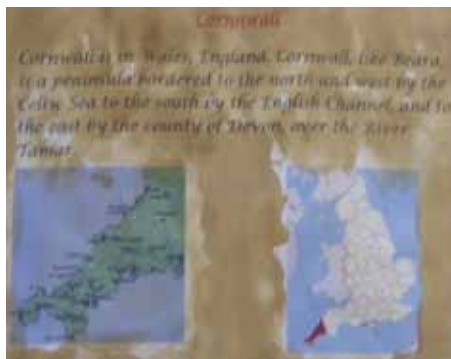 Cornwall
Cornwall is in Wales, England. Cornwall, like Beara,
is a peninsula bordered to the north and west by the
Celtic Sea to the south by the English Channel, and to
the east by the county of Devon, over the River
Tamar.